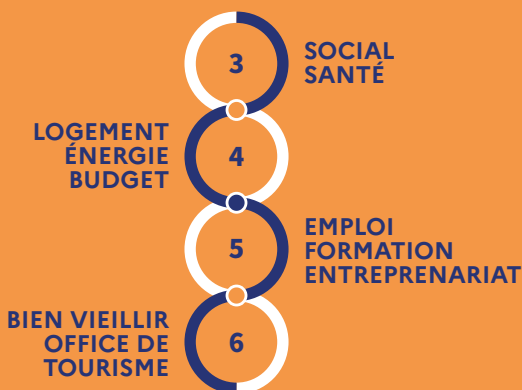 3
SOCIAL
SANTÉ
LOGEMENT
ÉNERGIE
BUDGET
4
5
EMPLOI
FORMATION
ENTREPRENARIAT
BIEN VIEILLIR
OFFICE DE
TOURISME
6